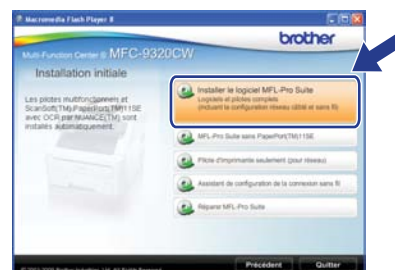 Macromedia Flash Player 8
brother
Multi-Function Center ® MFC-9320CW
Installation initiale
Les pilotes multifonctionnels et
ScanSoft(TM) PaperPort(TM)11SE
avec OCR par NUANCE(TM) sont
installés automatiquement.
Installer le logiciel MFL-Pro Suite
Logiciels et pilotes complets
(incluant la configuration réseau câblé et sans fil)
MFL-Pro Suite sans PaperPort(TM)11SE
Pilote d'imprimante seulement (pour réseau)
Assistant de configuration de la connexion sans fil
Réparer MFL-Pro Suite
Précédent
Quitter